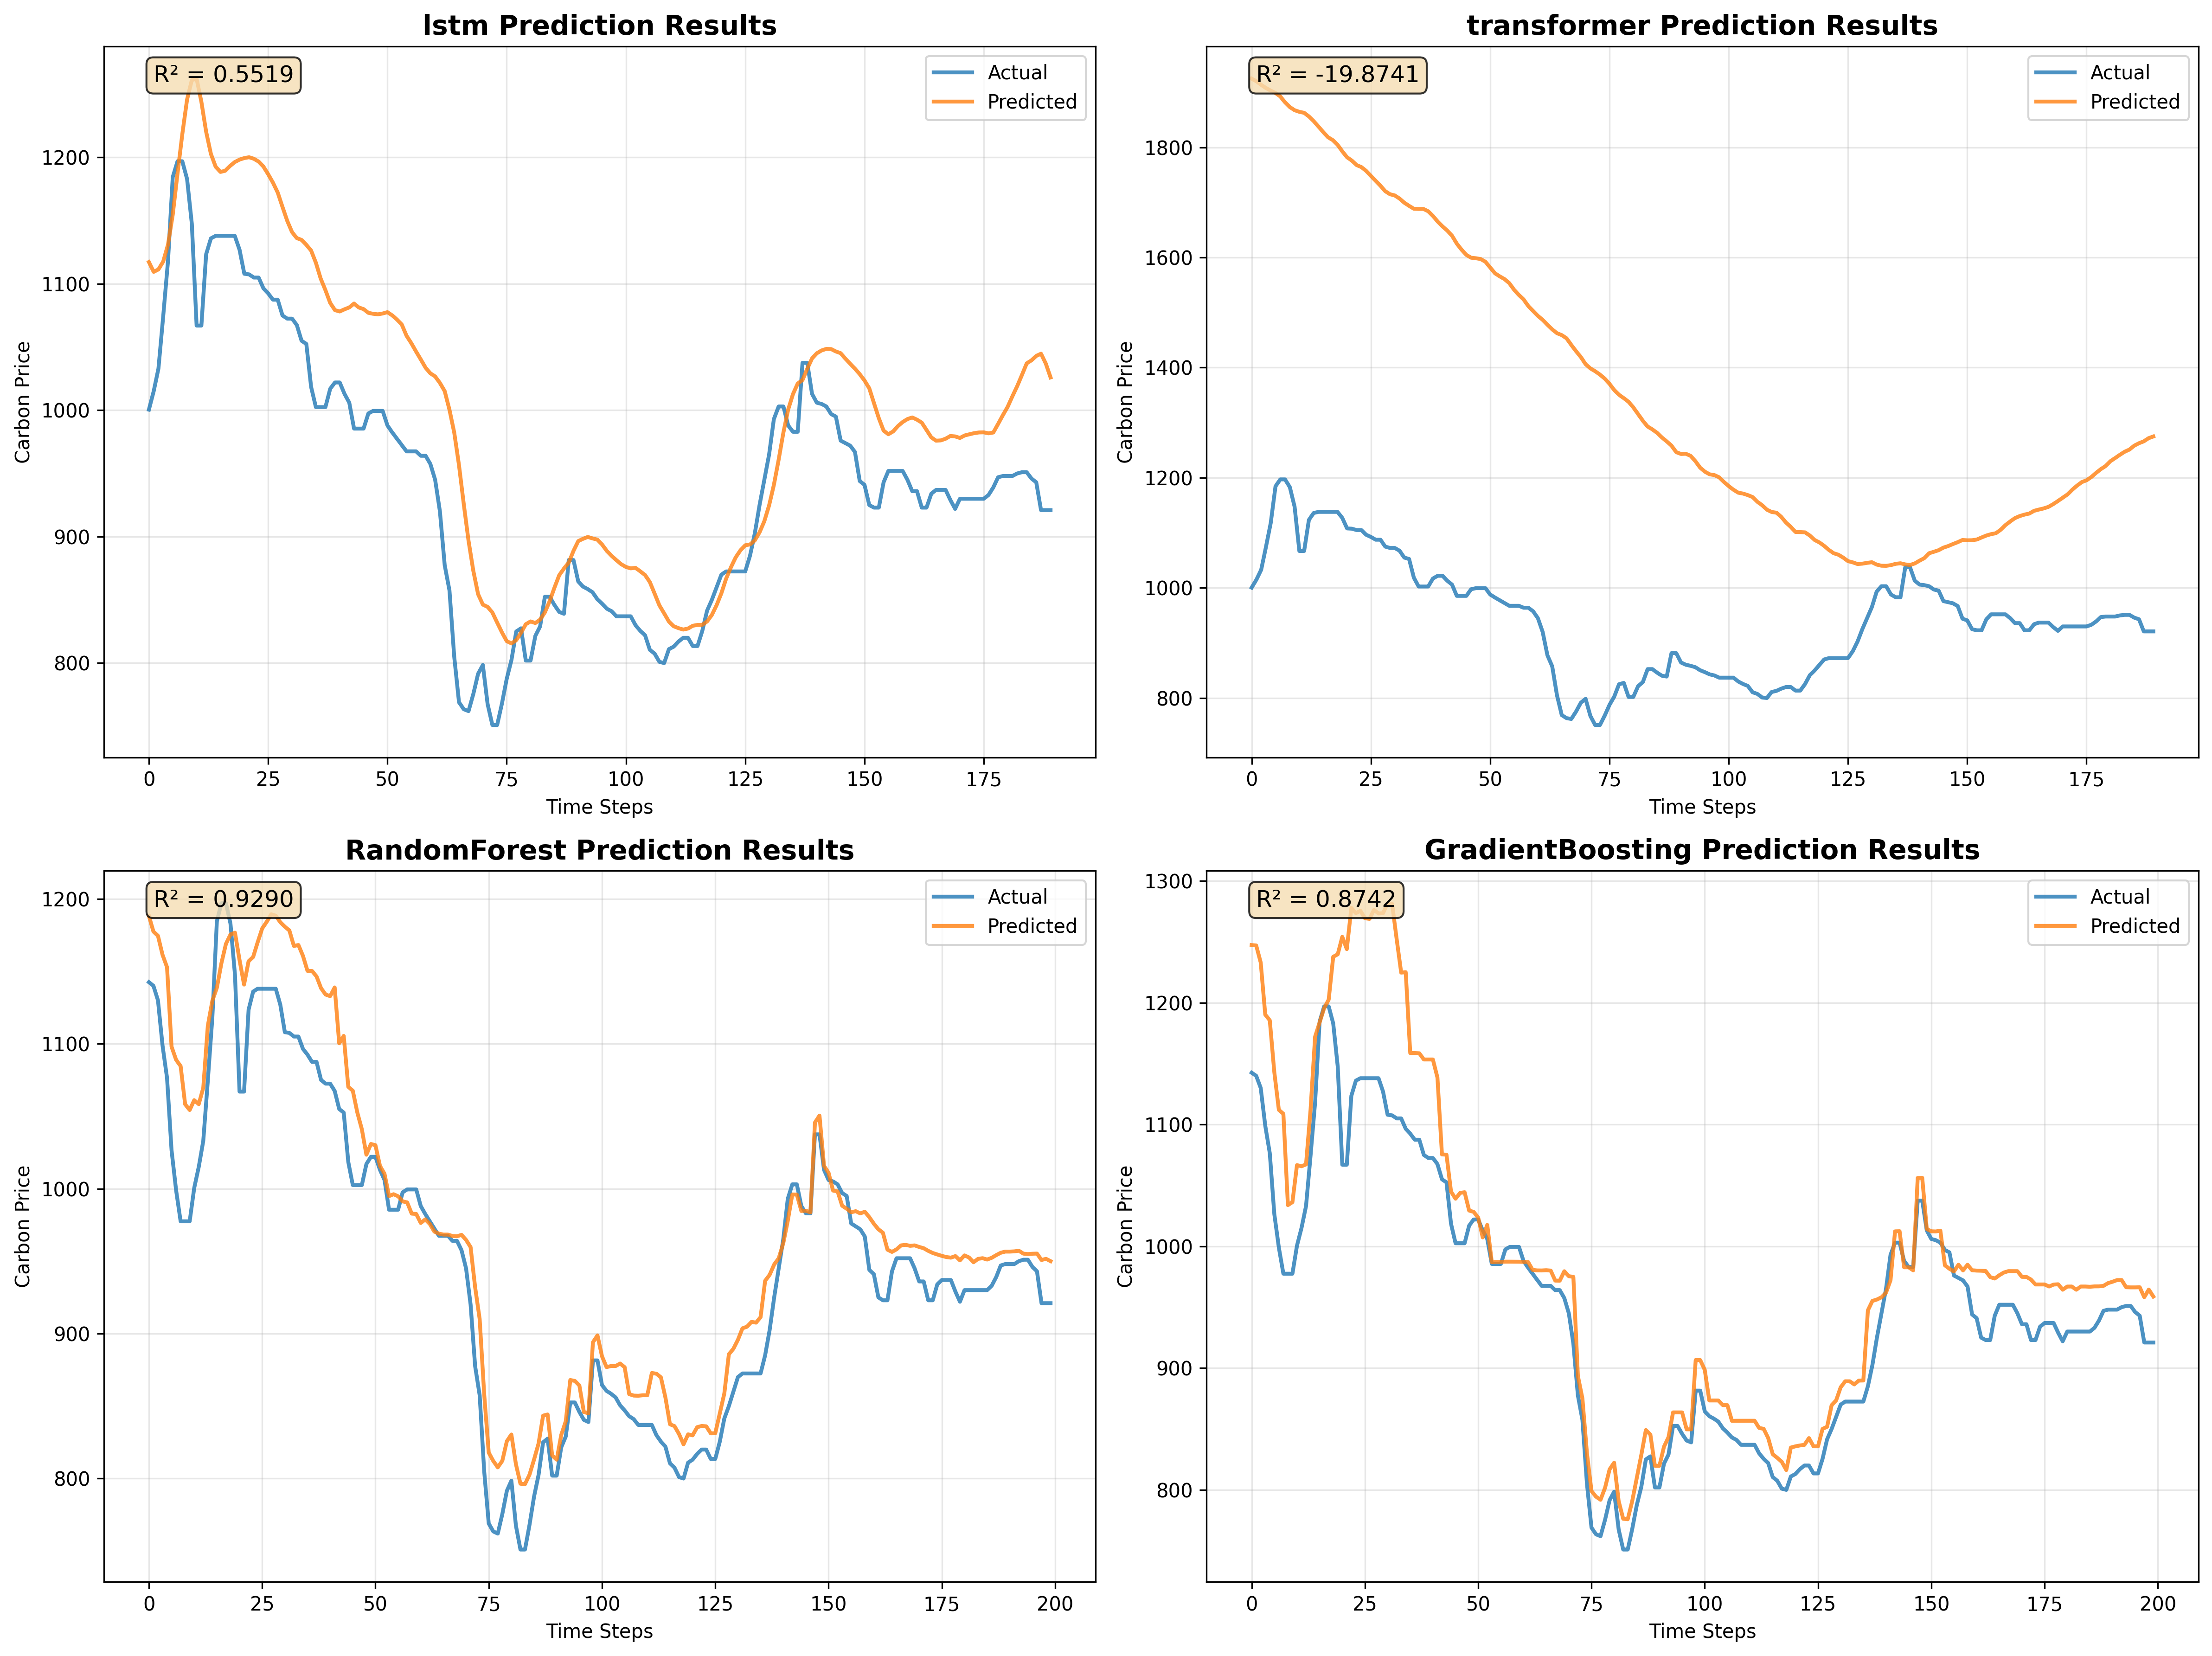 lstm Prediction Results
R² = 0.5519
Actual
Predicted
1200
1100
1000
900
800
Carbon Price
0 25 50 75 100 125 150 175
Time Steps
transformer Prediction Results
R² = -19.8741
Actual
Predicted
1800
1600
1400
1200
1000
800
Carbon Price
0 25 50 75 100 125 150 175
Time Steps
RandomForest Prediction Results
R² = 0.9290
Actual
Predicted
1200
1100
1000
900
800
Carbon Price
0 25 50 75 100 125 150 175 200
Time Steps
GradientBoosting Prediction Results
R² = 0.8742
Actual
Predicted
1300
1200
1100
1000
900
800
Carbon Price
0 25 50 75 100 125 150 175 200
Time Steps